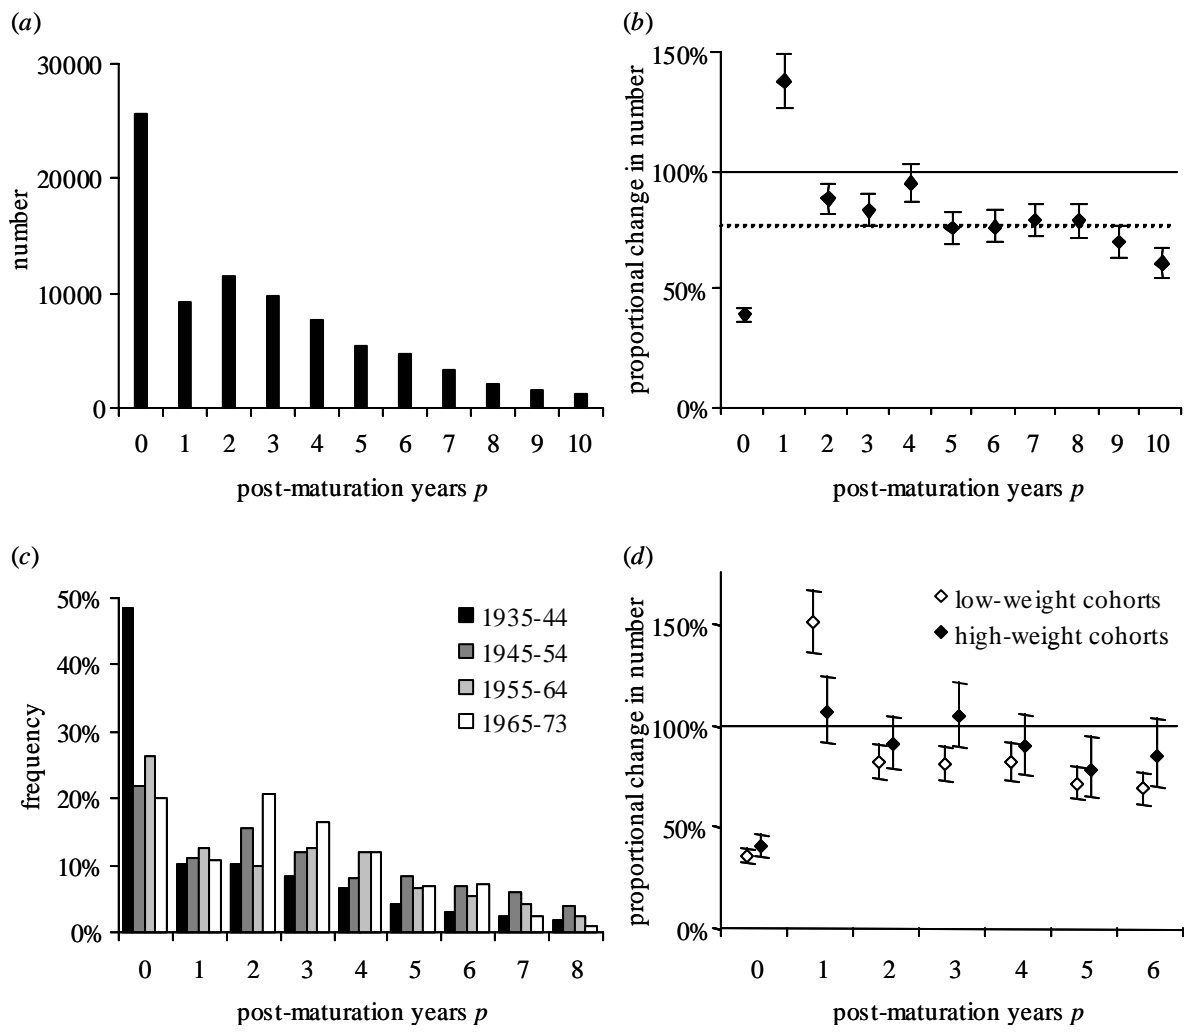 (a)
number
30000
20000
10000
0
0 1 2 3 4 5 6 7 8 9 10
post-maturation years p
(b)
proportional change in number
150%
100%
50%
0%
0 1 2 3 4 5 6 7 8 9 10
post-maturation years p
(c)
frequency
50%
40%
30%
20%
10%
0%
1935-44
1945-54
1955-64
1965-73
0 1 2 3 4 5 6 7 8
post-maturation years p
(d)
proportional change in number
150%
100%
50%
0%
low-weight cohorts
high-weight cohorts
0 1 2 3 4 5 6
post-maturation years p